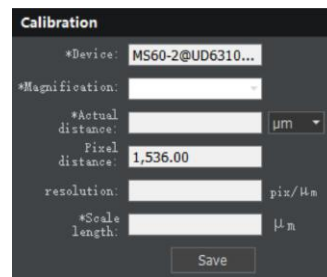 Calibration
*Device: MS60-2@UD6310...
*Magnification:
*Actual
distance: μm
Pixel
distance: 1,536.00
resolution: pix/μm
*Scale
length: μm
Save